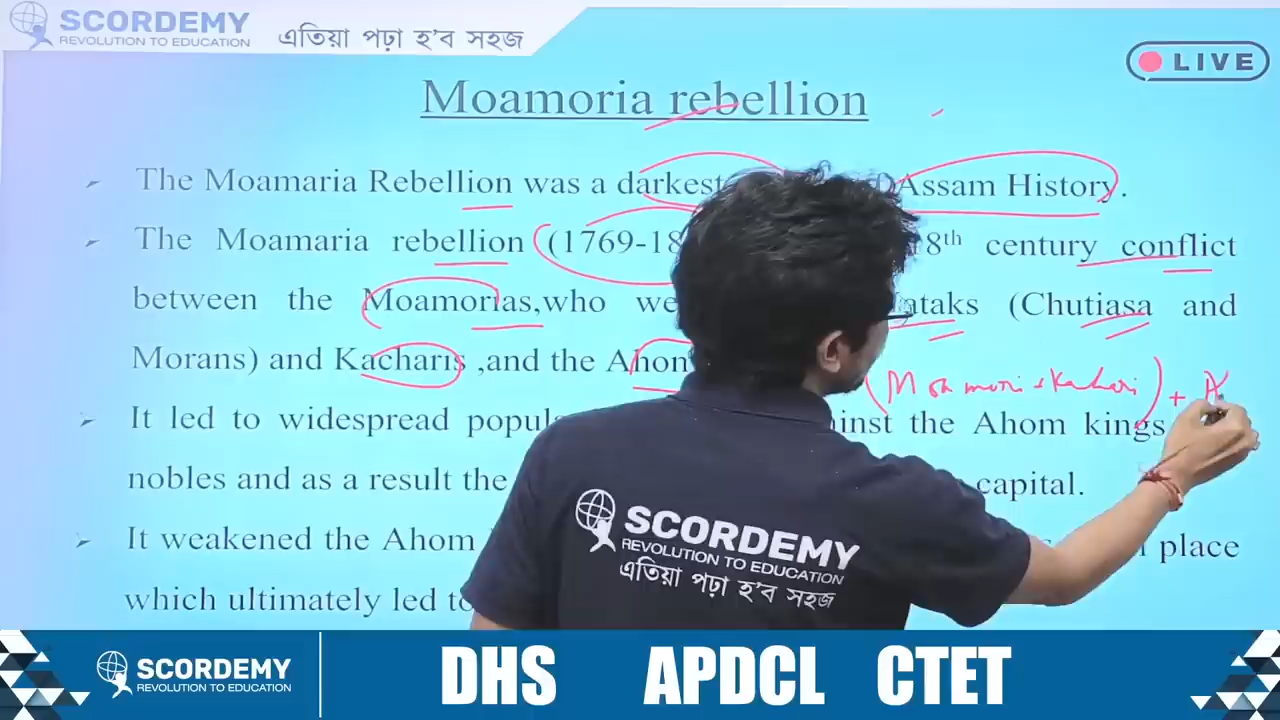 SCORDEMY
REVOLUTION TO EDUCATION
এতিয়া পঢ়া হ'ব সহজ
LIVE
Moamoria rebellion
The Moamaria Rebellion was a darkest Assam History.
The Moamaria rebellion (1769-18 18th century conflict
between the Moamorias,who we ataks (Chutiasa and
Morans) and Kacharis ,and the Ahom
+
It led to widespread popul inst the Ahom kings
nobles and as a result the capital.
It weakened the Ahom place
which ultimately led to
SCORDEMY
REVOLUTION TO EDUCATION
এতিয়া পঢ়া হ'ব সহজ
SCORDEMY
REVOLUTION TO EDUCATION
DHS APDCL CTET